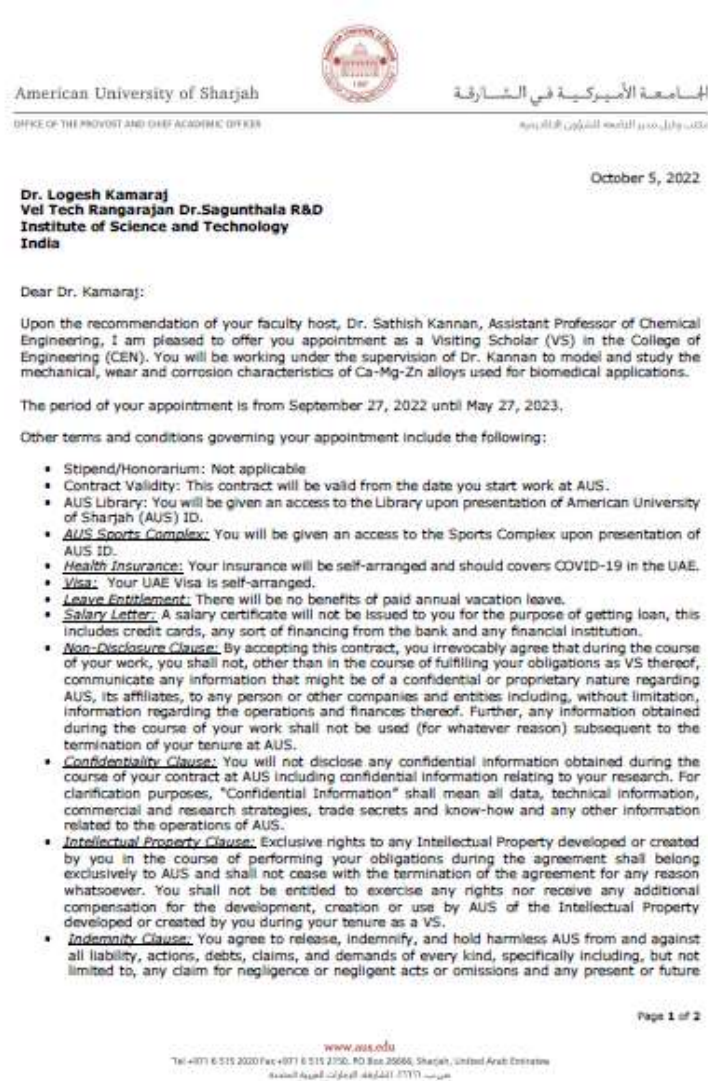 American University of Sharjah
الجــامـعـة الأمـيـركـيــة فـي الـشــــارقـة
OFFICE OF THE PROVOST AND CHIEF ACADEMIC OFFICER
October 5, 2022
Dr. Logesh Kamaraj
Vel Tech Rangarajan Dr.Sagunthala R&D
Institute of Science and Technology
India
Dear Dr. Kamaraj:
Upon the recommendation of your faculty host, Dr. Sathish Kannan, Assistant Professor of Chemical
Engineering, I am pleased to offer you appointment as a Visiting Scholar (VS) in the College of
Engineering (CEN). You will be working under the supervision of Dr. Kannan to model and study the
mechanical, wear and corrosion characteristics of Ca-Mg-Zn alloys used for biomedical applications.
The period of your appointment is from September 27, 2022 until May 27, 2023.
Other terms and conditions governing your appointment include the following:
• Stipend/Honorarium: Not applicable
• Contract Validity: This contract will be valid from the date you start work at AUS.
• AUS Library: You will be given an access to the Library upon presentation of American University
of Sharjah (AUS) ID.
• AUS Sports Complex: You will be given an access to the Sports Complex upon presentation of
AUS ID.
• Health Insurance: Your insurance will be self-arranged and should covers COVID-19 in the UAE.
• Visa: Your UAE Visa is self-arranged.
• Leave Entitlement: There will be no benefits of paid annual vacation leave.
• Salary Letter: A salary certificate will not be issued to you for the purpose of getting loan, this
includes credit cards, any sort of financing from the bank and any financial institution.
• Non-Disclosure Clause: By accepting this contract, you irrevocably agree that during the course
of your work, you shall not, other than in the course of fulfilling your obligations as VS thereof,
communicate any information that might be of a confidential or proprietary nature regarding
AUS, its affiliates, to any person or other companies and entities including, without limitation,
information regarding the operations and finances thereof. Further, any information obtained
during the course of your work shall not be used (for whatever reason) subsequent to the
termination of your tenure at AUS.
• Confidentiality Clause: You will not disclose any confidential information obtained during the
course of your contract at AUS including confidential information relating to your research. For
clarification purposes, "Confidential Information" shall mean all data, technical information,
commercial and research strategies, trade secrets and know-how and any other information
related to the operations of AUS.
• Intellectual Property Clause: Exclusive rights to any Intellectual Property developed or created
by you in the course of performing your obligations during the agreement shall belong
exclusively to AUS and shall not cease with the termination of the agreement for any reason
whatsoever. You shall not be entitled to exercise any rights nor receive any additional
compensation for the development, creation or use by AUS of the Intellectual Property
developed or created by you during your tenure as a VS.
• Indemnity Clause: You agree to release, indemnify, and hold harmless AUS from and against
all liability, actions, debts, claims, and demands of every kind, specifically including, but not
limited to, any claim for negligence or negligent acts or omissions and any present or future
Page 1 of 2
www.aus.edu
Tel +971 6 515 2020 Fax +971 6 515 2150, PO Box 26666, Sharjah, United Arab Emirates